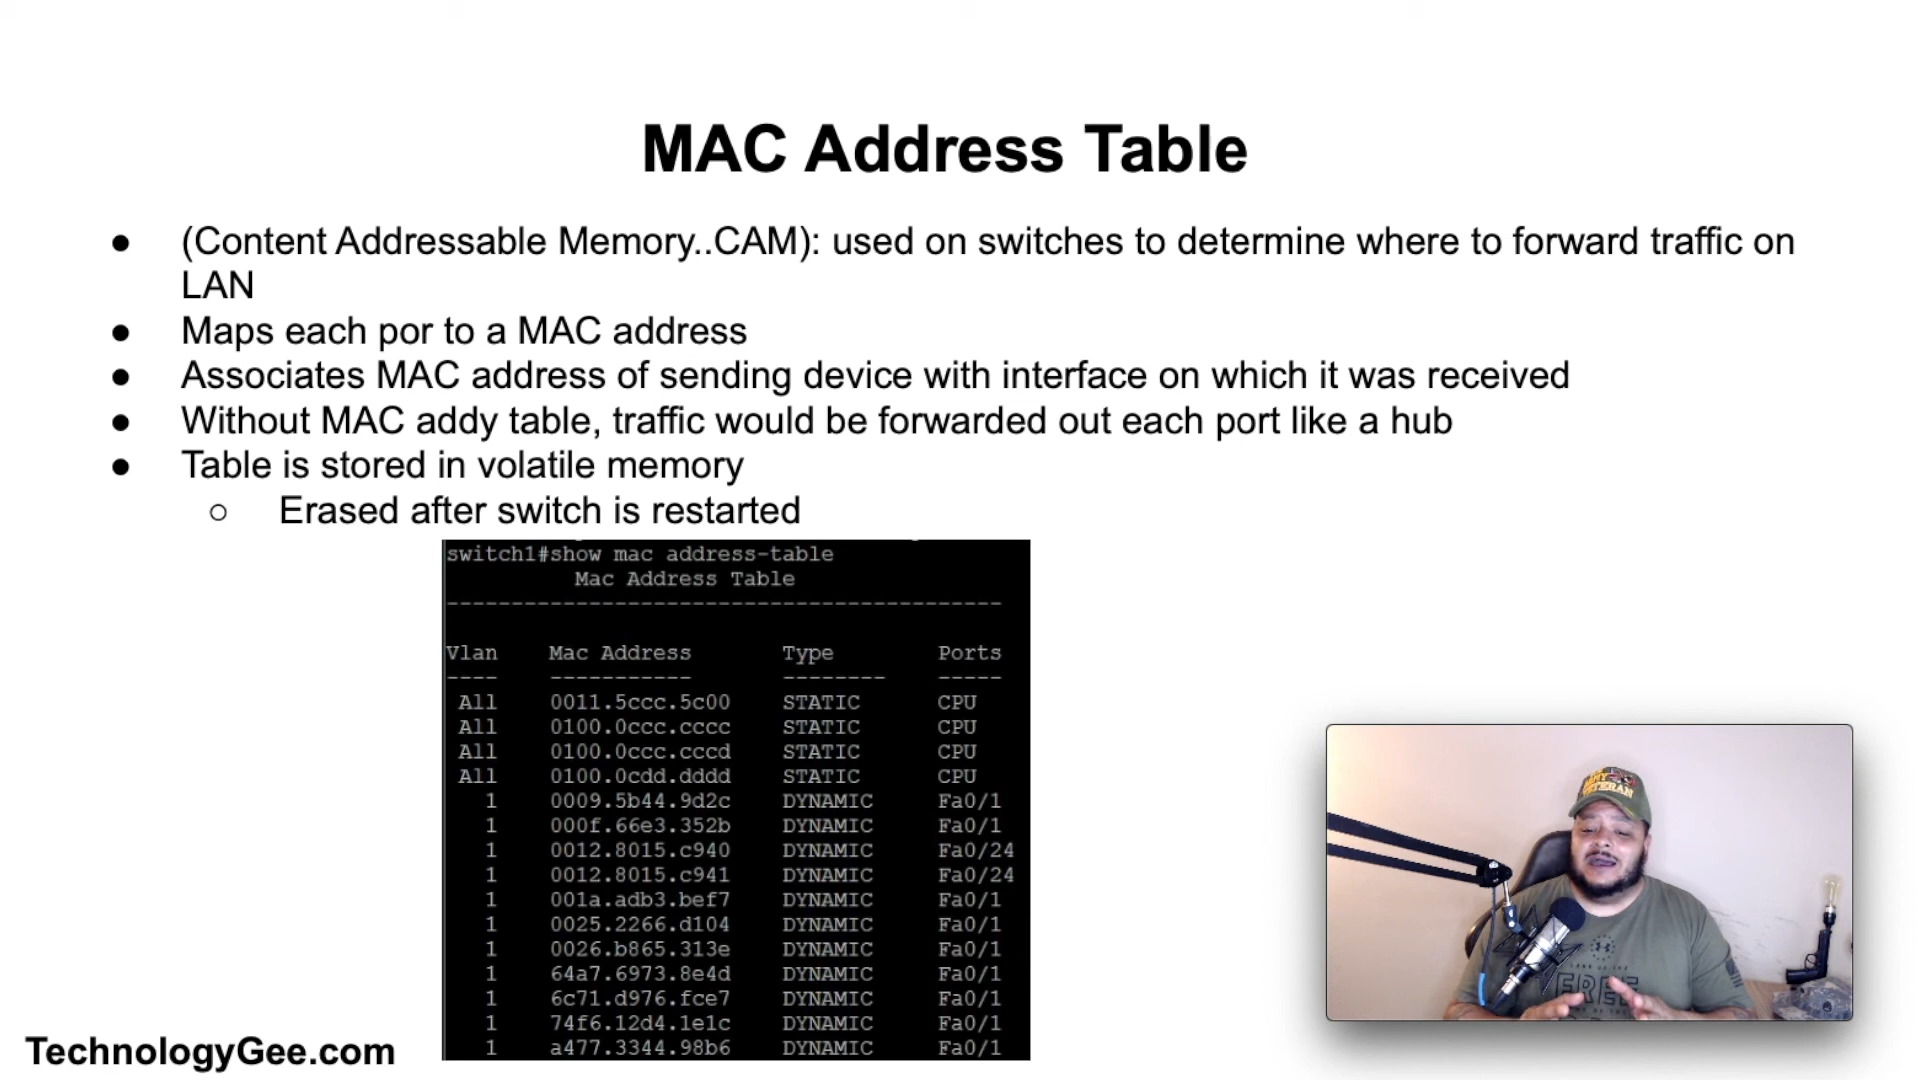 MAC Address Table
● (Content Addressable Memory..CAM): used on switches to determine where to forward traffic on
LAN
● Maps each por to a MAC address
● Associates MAC address of sending device with interface on which it was received
● Without MAC addy table, traffic would be forwarded out each port like a hub
● Table is stored in volatile memory
○ Erased after switch is restarted
switch1#show mac address-table
Mac Address Table
-------------------------------------------
Vlan Mac Address Type Ports
---- ----------- -------- -----
All 0011.5ccc.5c00 STATIC CPU
All 0100.0ccc.cccc STATIC CPU
All 0100.0ccc.cccd STATIC CPU
All 0100.0cdd.dddd STATIC CPU
1 0009.5b44.9d2c DYNAMIC Fa0/1
1 000f.66e3.352b DYNAMIC Fa0/1
1 0012.8015.c940 DYNAMIC Fa0/24
1 0012.8015.c941 DYNAMIC Fa0/24
1 001a.adb3.bef7 DYNAMIC Fa0/1
1 0025.2266.d104 DYNAMIC Fa0/1
1 0026.b865.313e DYNAMIC Fa0/1
1 64a7.6973.8e4d DYNAMIC Fa0/1
1 6c71.d976.fce7 DYNAMIC Fa0/1
1 74f6.12d4.1e1c DYNAMIC Fa0/1
1 a477.3344.98b6 DYNAMIC Fa0/1
TechnologyGee.com
VETERAN
FREE